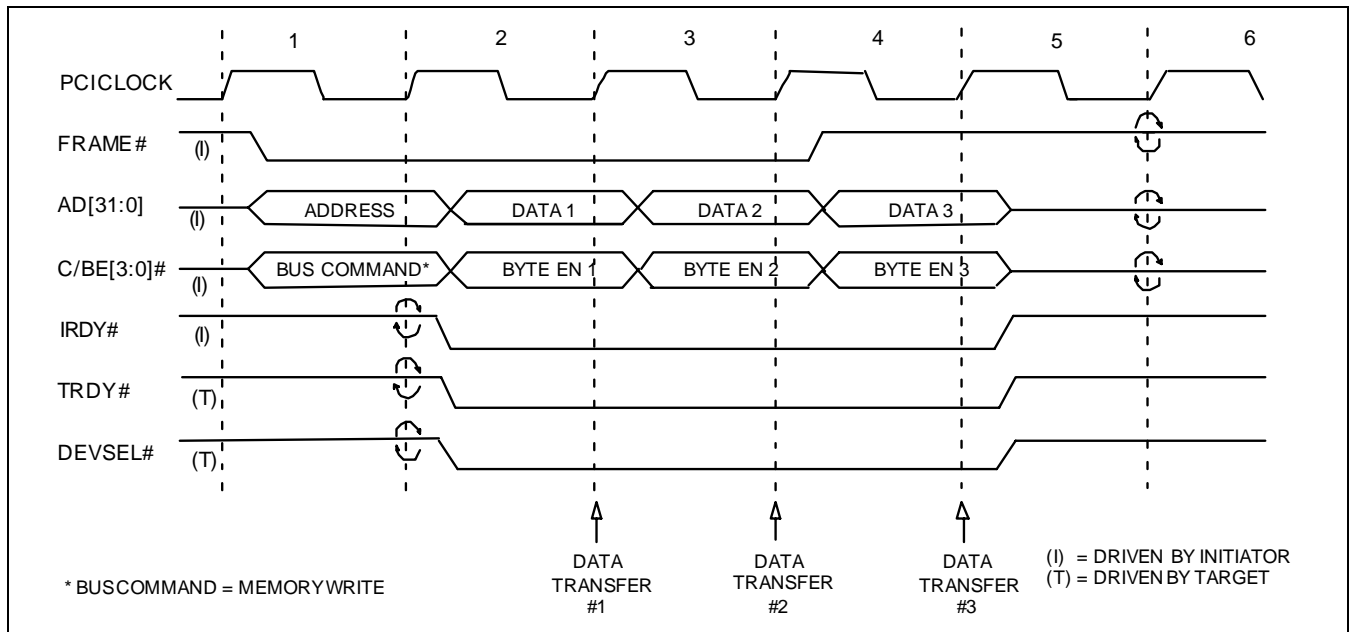 1 2 3 4 5 6
PCICLOCK
FRAME# (I)
AD[31:0] (I) ADDRESS DATA 1 DATA 2 DATA 3
C/BE[3:0]# (I) BUS COMMAND* BYTE EN 1 BYTE EN 2 BYTE EN 3
IRDY# (I)
TRDY# (T)
DEVSEL# (T)
DATA TRANSFER #1
DATA TRANSFER #2
DATA TRANSFER #3
(I) = DRIVEN BY INITIATOR
(T) = DRIVEN BY TARGET
* BUSCOMMAND = MEMORY WRITE